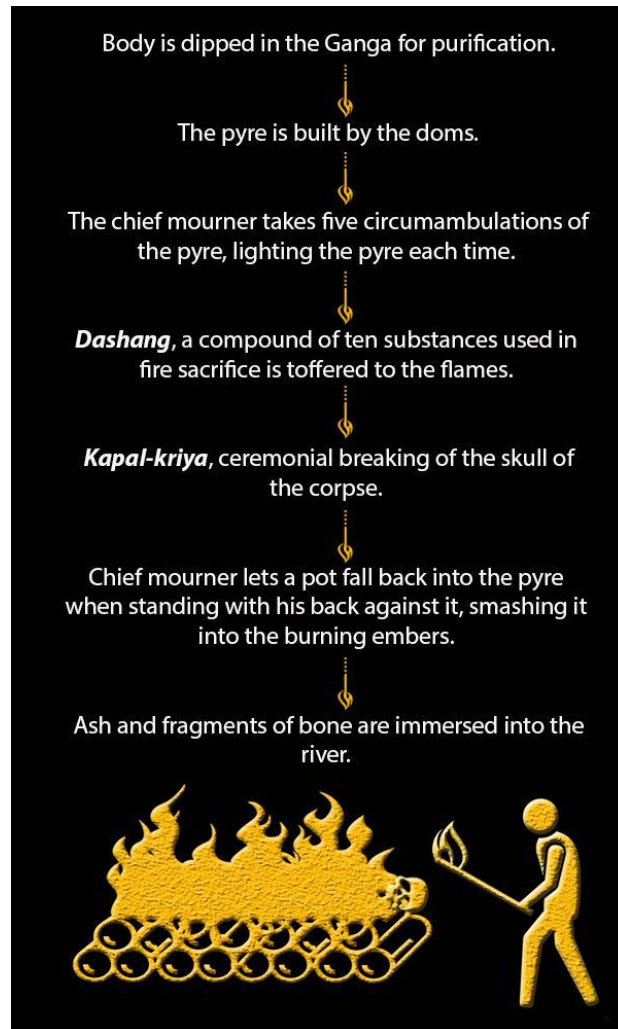 Body is dipped in the Ganga for purification.
The pyre is built by the doms.
The chief mourner takes five circumambulations of
the pyre, lighting the pyre each time.
Dashang, a compound of ten substances used in
fire sacrifice is toffered to the flames.
Kapal-kriya, ceremonial breaking of the skull of
the corpse.
Chief mourner lets a pot fall back into the pyre
when standing with his back against it, smashing it
into the burning embers.
Ash and fragments of bone are immersed into the
river.